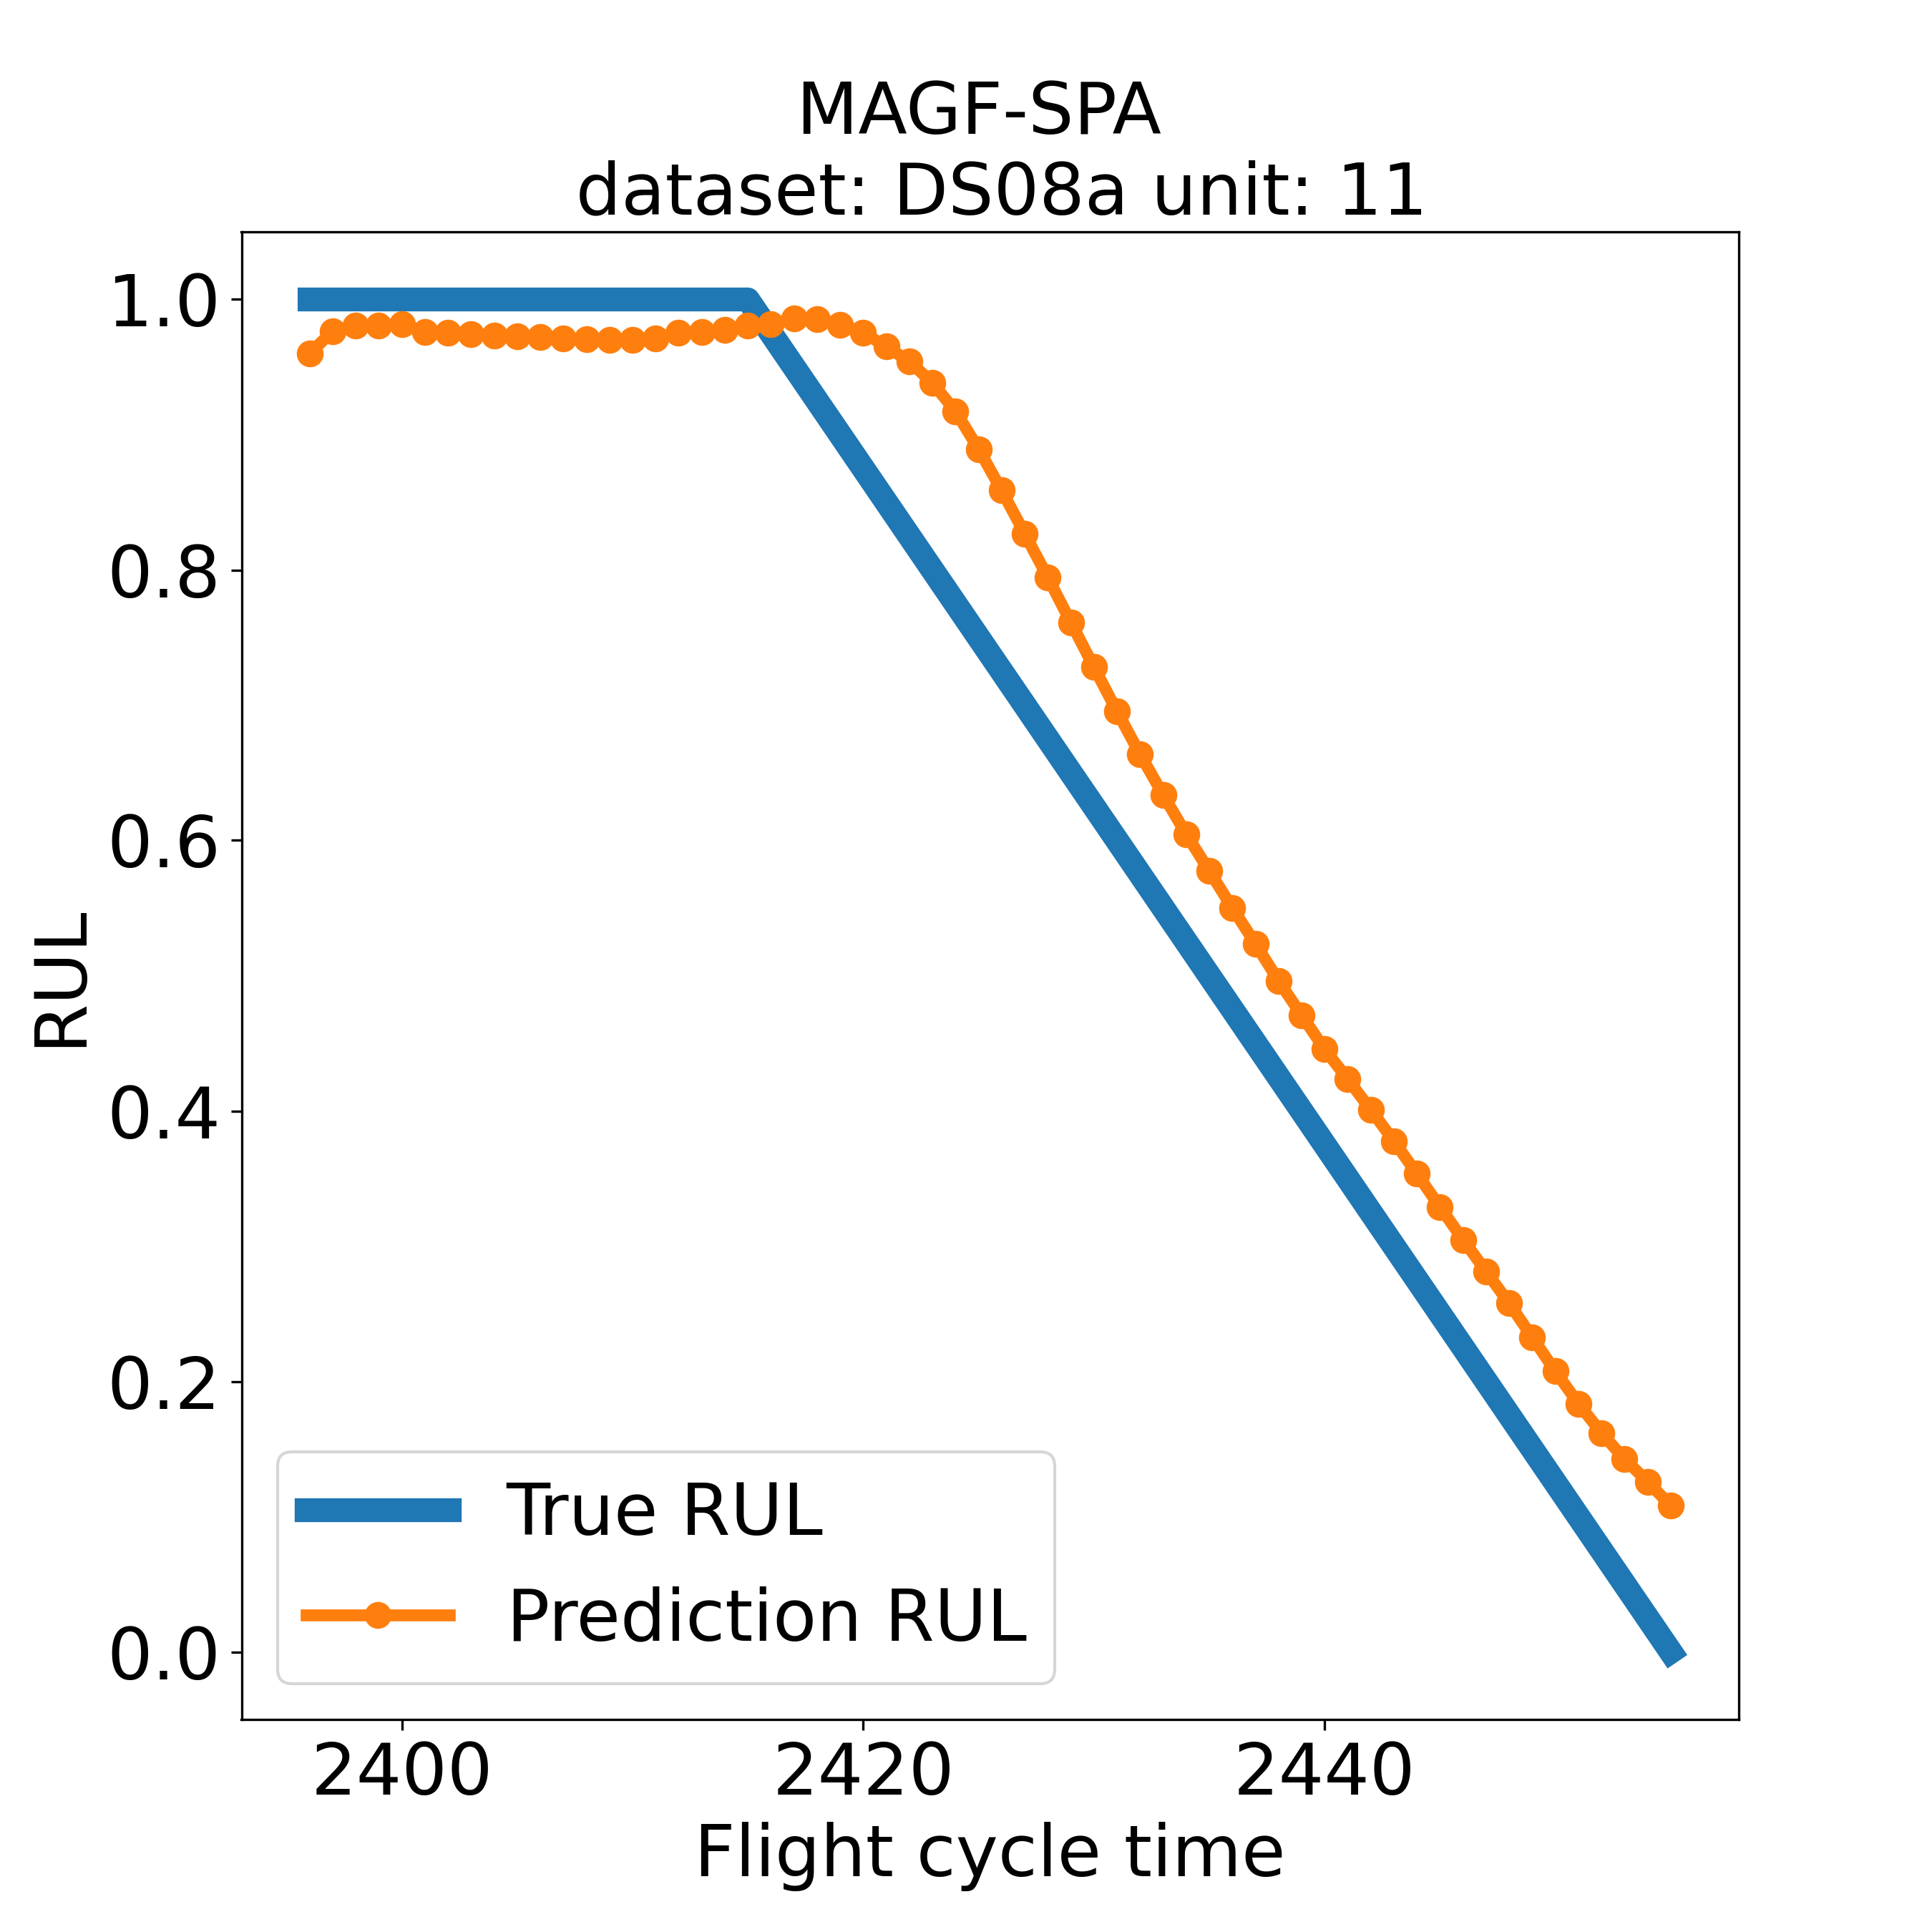 MAGF-SPA
dataset: DS08a unit: 11
1.0
0.8
0.6
0.4
0.2
0.0
RUL
True RUL
Prediction RUL
2400 2420 2440
Flight cycle time